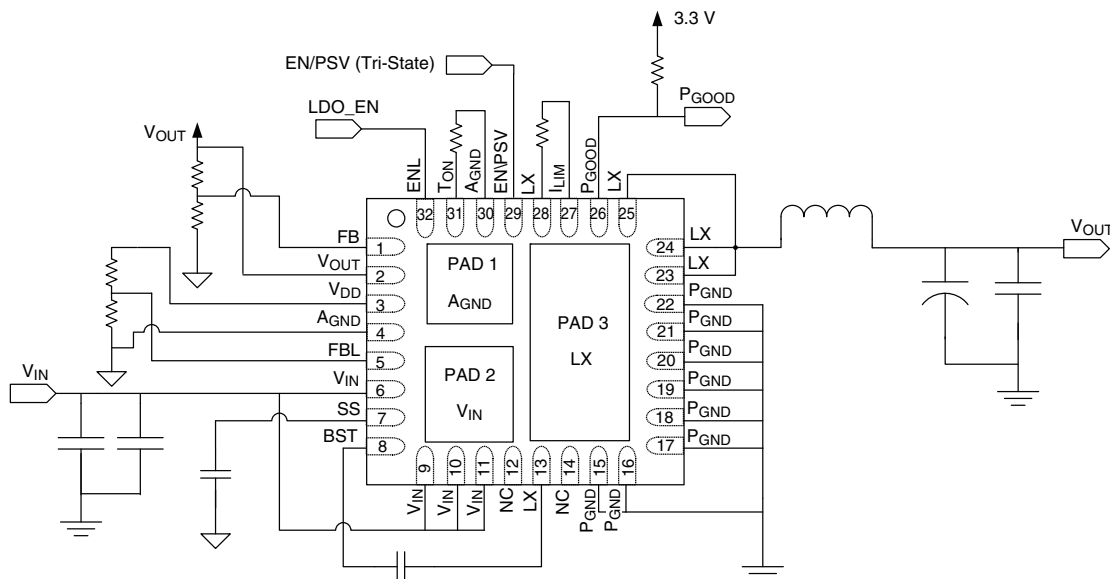 3.3 V
EN/PSV (Tri-State)
PGOOD
LDO_EN
VOUT
ENL
TON
AGND
EN\PSV
LX
ILIM
PGOOD
LX
32
31
30
29
28
27
26
25
FB
1
VOUT
2
VDD
3
AGND
4
FBL
5
VIN
VIN
6
SS
7
BST
8
PAD 1
AGND
PAD 2
VIN
PAD 3
LX
24
LX
23
LX
22
PGND
21
PGND
20
PGND
19
PGND
18
PGND
17
PGND
VOUT
9
10
11
12
13
14
15
16
VIN
VIN
VIN
NC
LX
NC
PGND
PGND